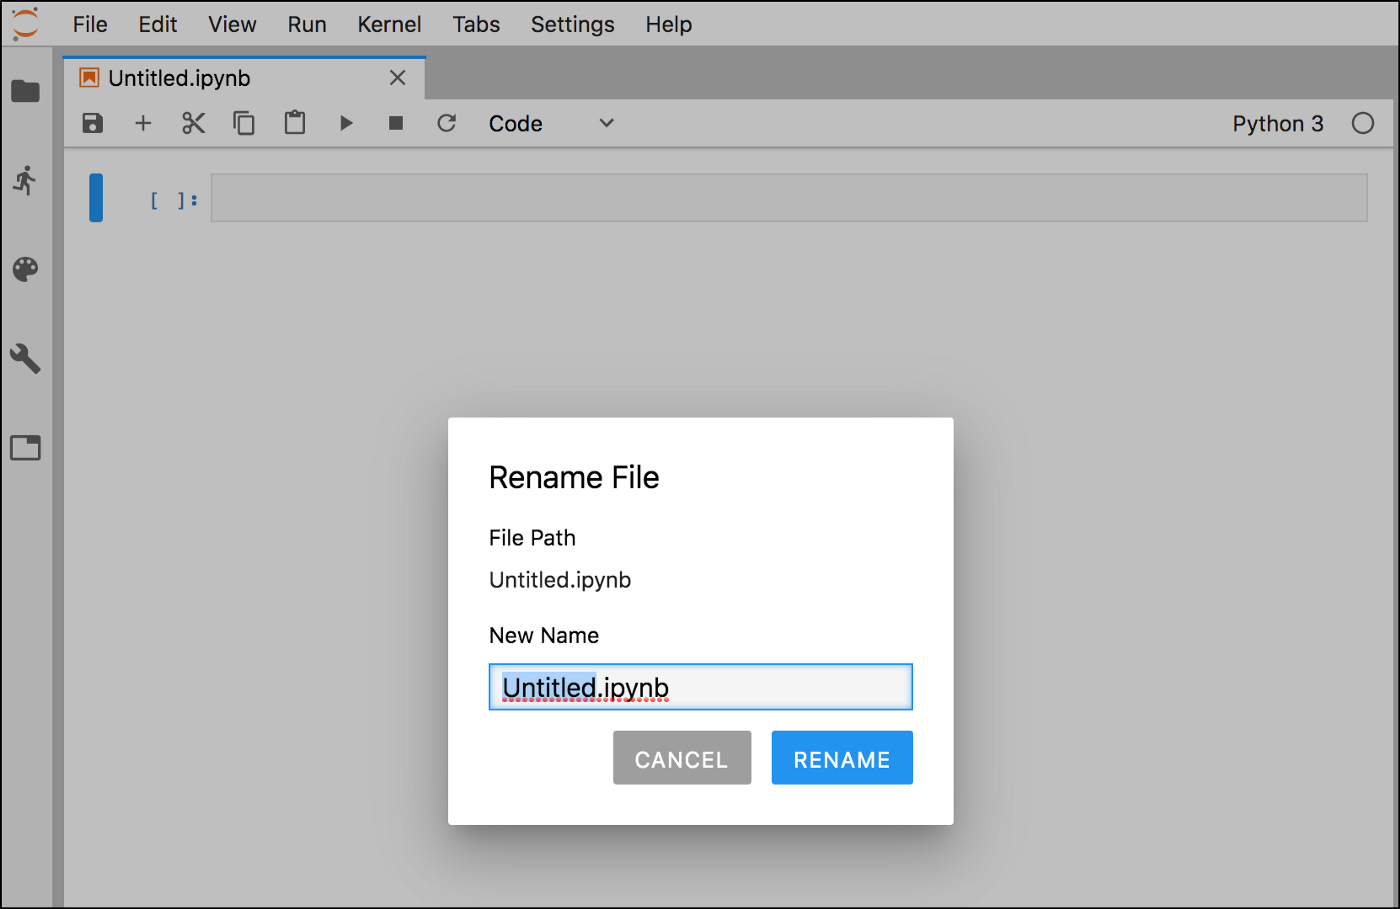 File Edit View Run Kernel Tabs Settings Help
Untitled.ipynb
Code Python 3
[ ]:
Rename File
File Path
Untitled.ipynb
New Name
Untitled.ipynb
CANCEL RENAME